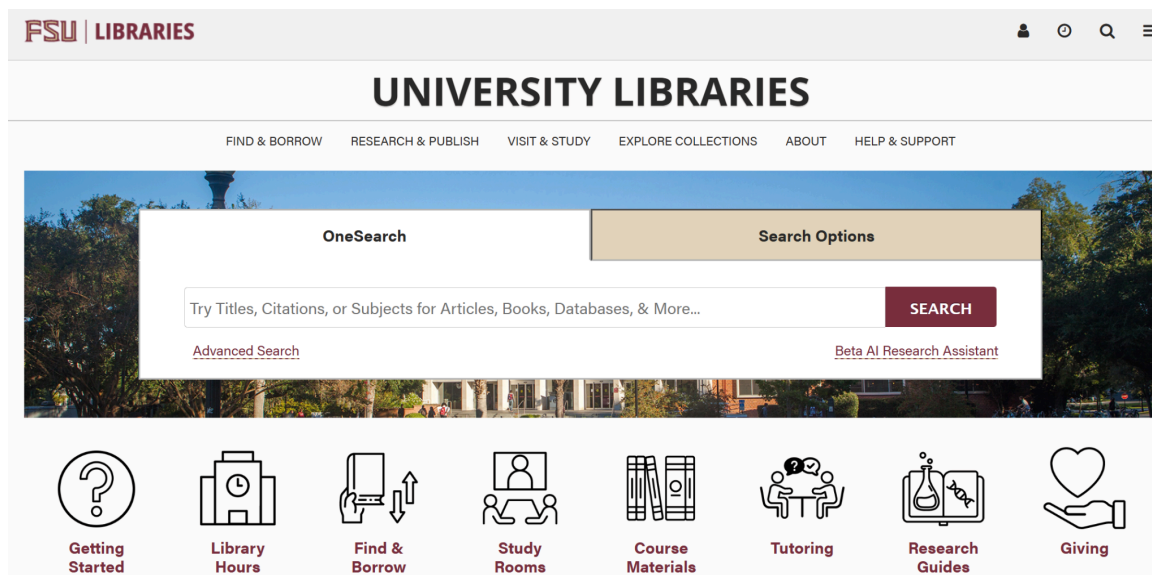 FSU | LIBRARIES
UNIVERSITY LIBRARIES
FIND & BORROW RESEARCH & PUBLISH VISIT & STUDY EXPLORE COLLECTIONS ABOUT HELP & SUPPORT
OneSearch Search Options
Try Titles, Citations, or Subjects for Articles, Books, Databases, & More... SEARCH
Advanced Search Beta AI Research Assistant
Getting Started
Library Hours
Find & Borrow
Study Rooms
Course Materials
Tutoring
Research Guides
Giving